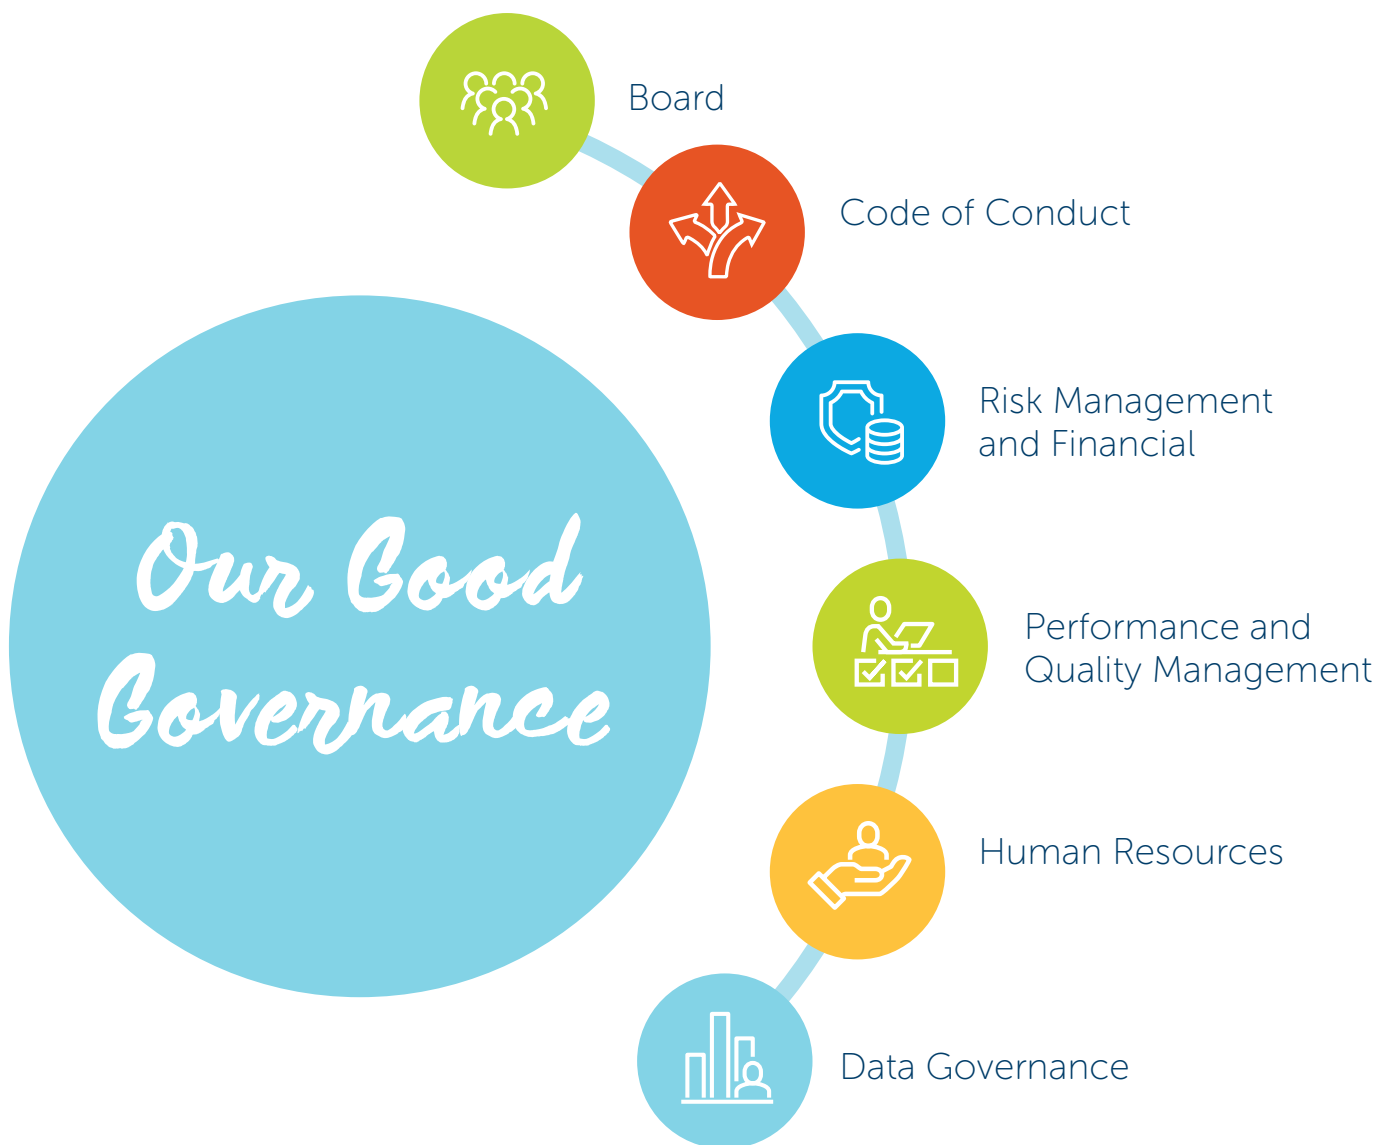 Board
Code of Conduct
Risk Management
and Financial
Our Good
Governance
Performance and
Quality Management
Human Resources
Data Governance